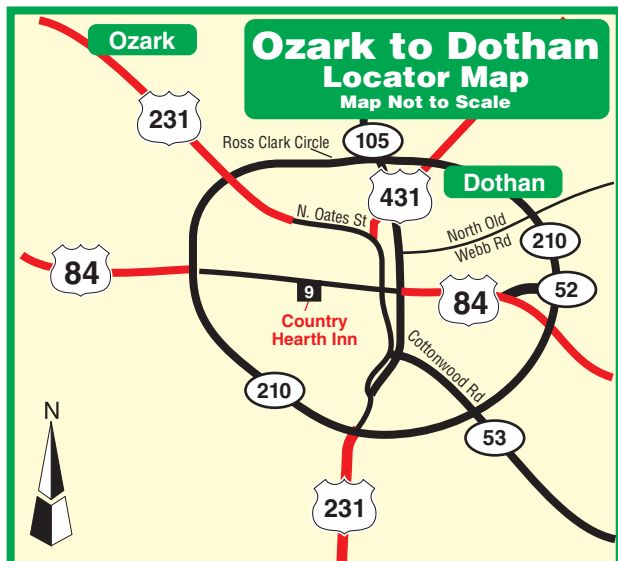 Ozark
Ozark to Dothan
Locator Map
Map Not to Scale
231
Ross Clark Circle
105
431
Dothan
N. Oates St
North Old
Webb Rd
210
84
9
Country
Hearth Inn
84
52
Cottonwood Rd
210
N
53
231